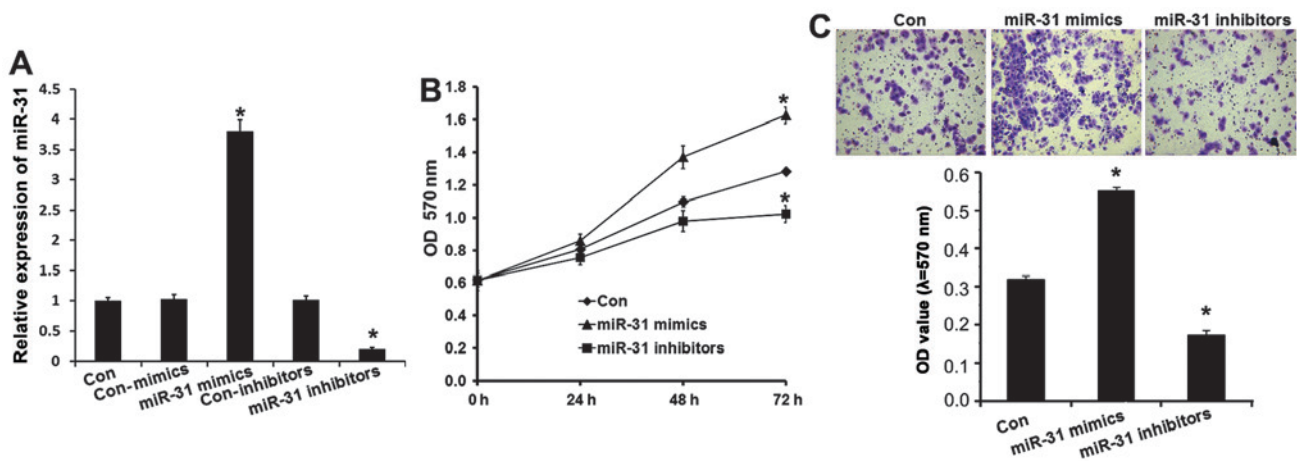 A
Relative expression of miR-31
4.5
4
3.5
3
2.5
2
1.5
1
0.5
0
*
*
Con
Con-mimics
miR-31 mimics
Con-inhibitors
miR-31 inhibitors
B
OD 570 nm
1.8
1.6
1.4
1.2
1.0
0.8
0.6
0.4
0.2
0.0
*
*
Con
miR-31 mimics
miR-31 inhibitors
0 h
24 h
48 h
72 h
C
Con
miR-31 mimics
miR-31 inhibitors
OD value (λ=570 nm)
0.6
0.5
0.4
0.3
0.2
0.1
0.0
*
*
Con
miR-31 mimics
miR-31 inhibitors